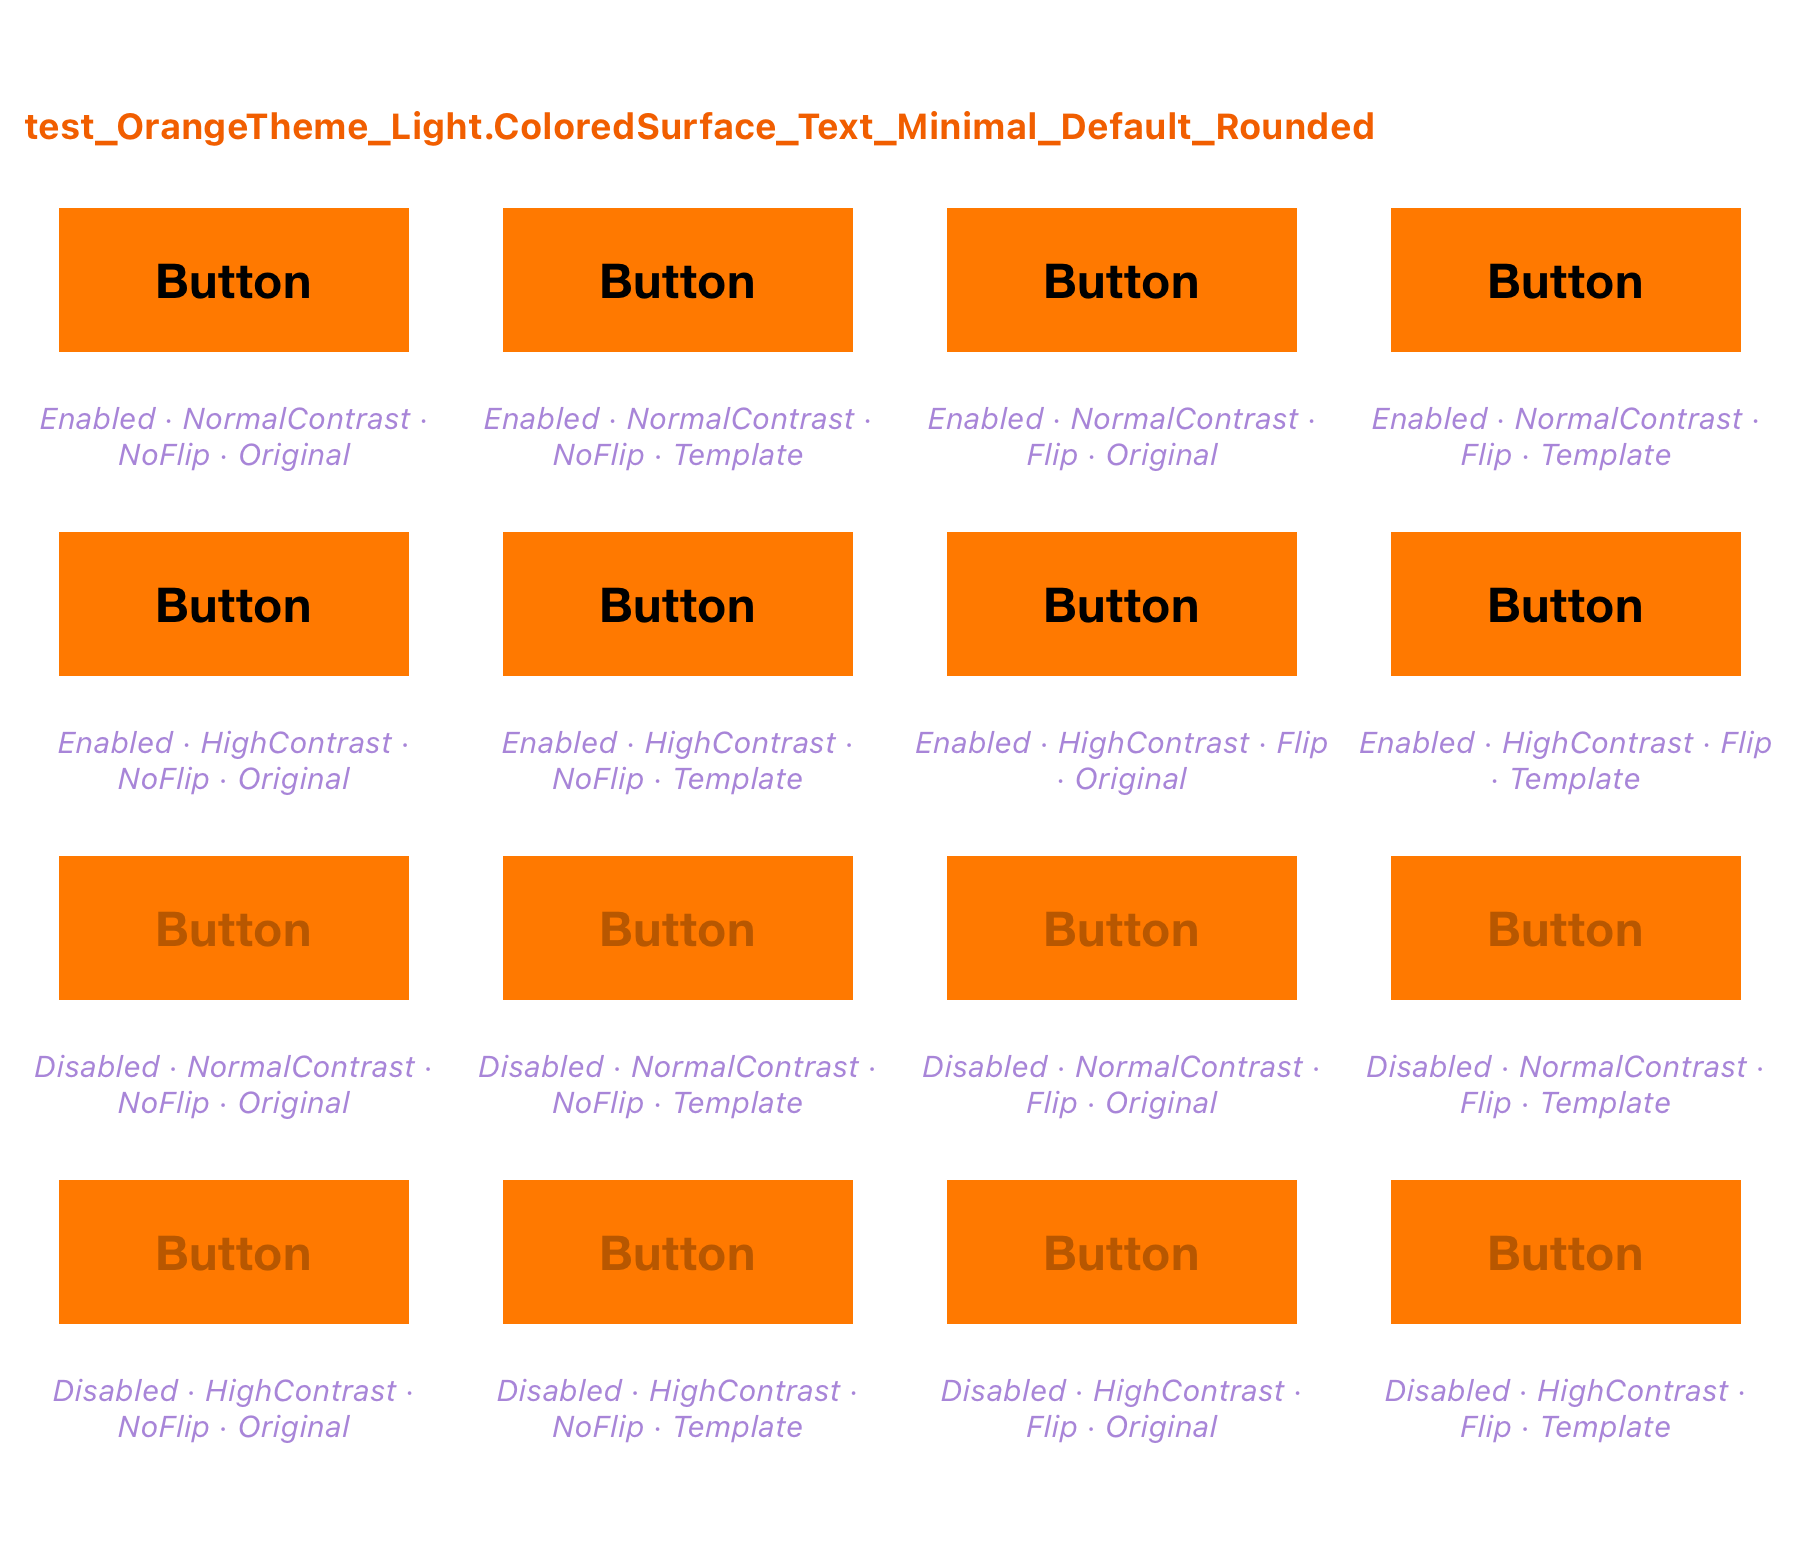 test_OrangeTheme_Light.ColoredSurface_Text_Minimal_Default_Rounded
Button
Button
Button
Button
Enabled · NormalContrast ·
NoFlip · Original
Enabled · NormalContrast ·
NoFlip · Template
Enabled · NormalContrast ·
Flip · Original
Enabled · NormalContrast ·
Flip · Template
Button
Button
Button
Button
Enabled · HighContrast ·
NoFlip · Original
Enabled · HighContrast ·
NoFlip · Template
Enabled · HighContrast · Flip
· Original
Enabled · HighContrast · Flip
· Template
Button
Button
Button
Button
Disabled · NormalContrast ·
NoFlip · Original
Disabled · NormalContrast ·
NoFlip · Template
Disabled · NormalContrast ·
Flip · Original
Disabled · NormalContrast ·
Flip · Template
Button
Button
Button
Button
Disabled · HighContrast ·
NoFlip · Original
Disabled · HighContrast ·
NoFlip · Template
Disabled · HighContrast ·
Flip · Original
Disabled · HighContrast ·
Flip · Template